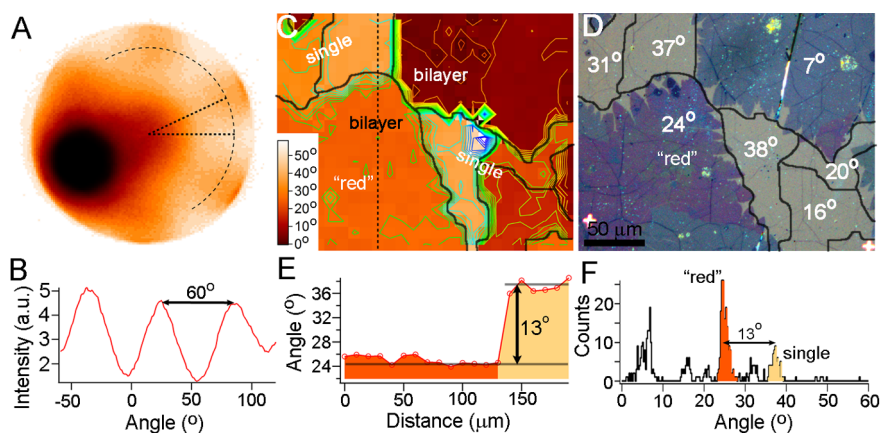 A
C
single
bilayer
bilayer
"red"
single
50°
40°
30°
20°
10°
0°
D
31°
37°
7°
24°
"red"
38°
20°
16°
50 μm
B
Intensity (a.u.)
5
4
3
2
60°
-50 0 50 100
Angle (°)
E
Angle (°)
36
32
28
24
13°
0 50 100 150
Distance (μm)
F
Counts
20
10
0
"red"
13°
single
0 10 20 30 40 50 60
Angle (°)